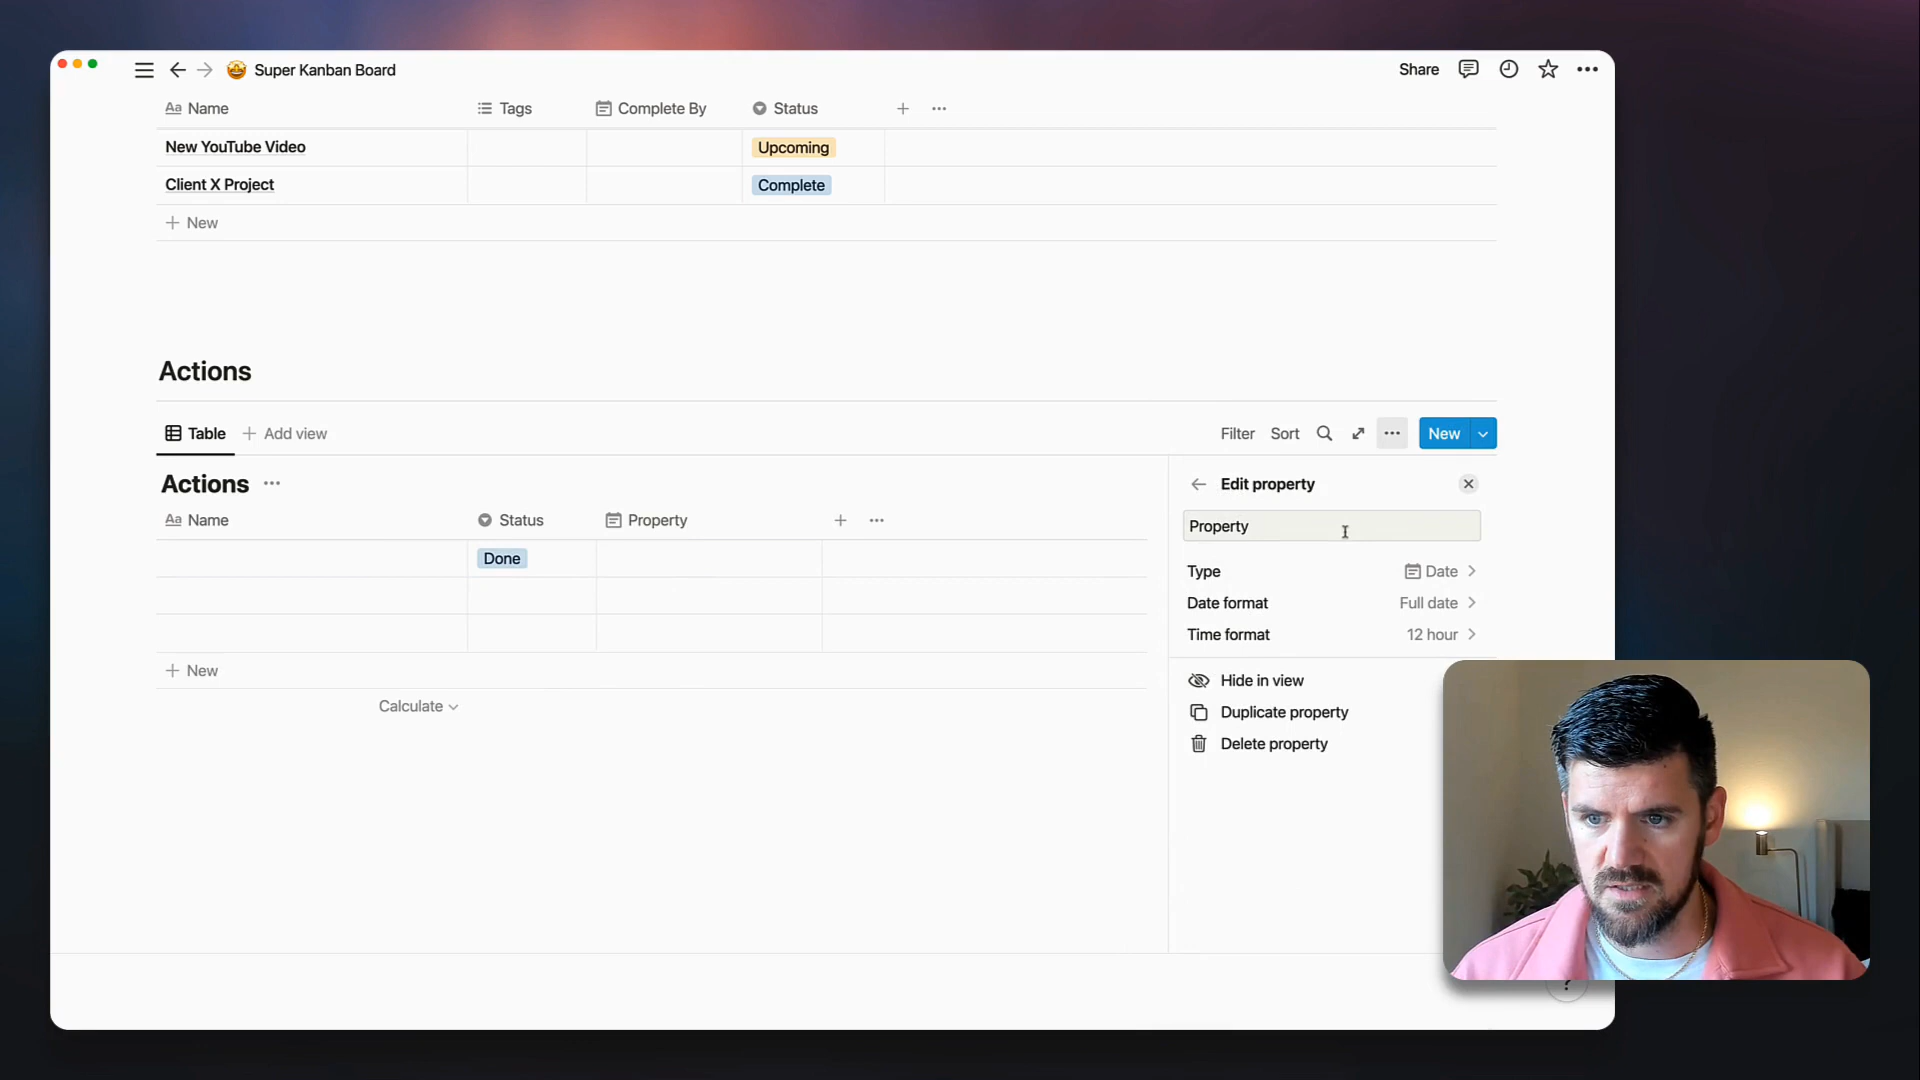 Super Kanban Board
Share
Aa Name
Tags
Complete By
Status
New YouTube Video
Upcoming
Client X Project
Complete
+ New
Actions
Table
+ Add view
Filter
Sort
New
Actions
Edit property
Aa Name
Status
Property
Property
Done
Type
Date
Date format
Full date
Time format
12 hour
+ New
Hide in view
Calculate
Duplicate property
Delete property
?